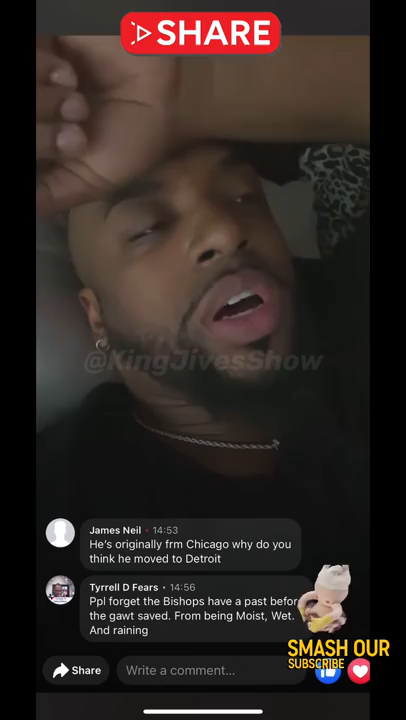 SHARE
@KingJivesShow
James Neil • 14:53
He's originally frm Chicago why do you
think he moved to Detroit
Tyrrell D Fears • 14:56
Ppl forget the Bishops have a past before
the gawt saved. From being Moist, Wet.
And raining
SMASH OUR
SUBSCRIBE
Share
Write a comment...